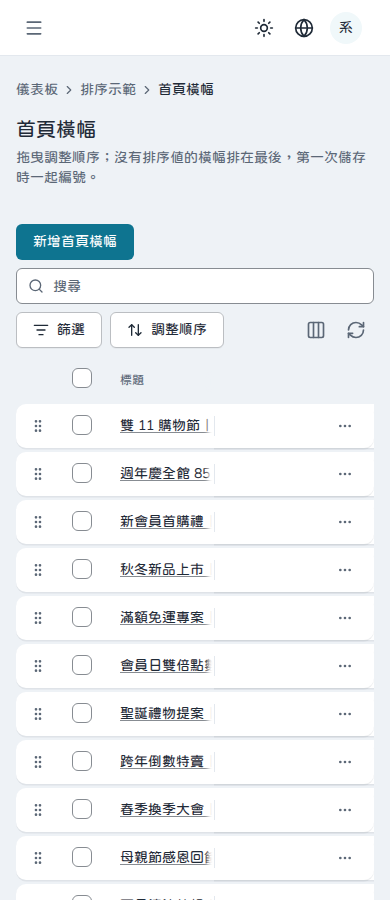 系
儀表板 > 排序示範 > 首頁橫幅
首頁橫幅
拖曳調整順序；沒有排序值的橫幅排在最後，第一次儲存
時一起編號。
新增首頁橫幅
搜尋
篩選 調整順序
標題
雙 11 購物節
週年慶全館 85
新會員首購禮
秋冬新品上市
滿額免運專案
會員日雙倍點
聖誕禮物提案
跨年倒數特賣
春季換季大會
母親節感恩回